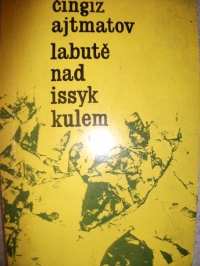 čingiz
ajtmatov
labutě
nad
issyk
kulem